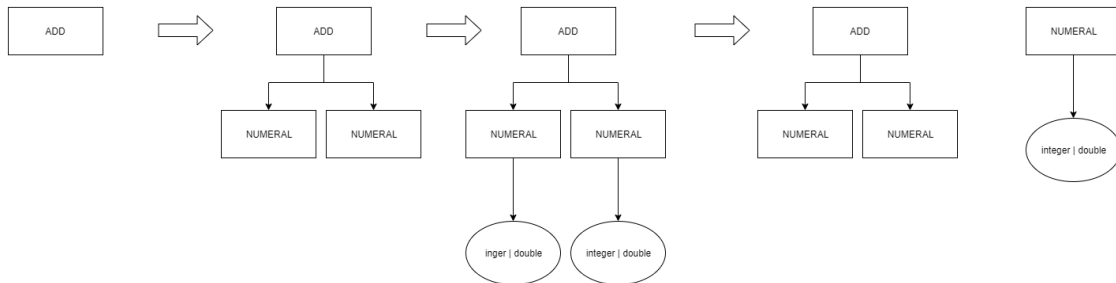 ADD
ADD
ADD
ADD
NUMERAL
NUMERAL
NUMERAL
NUMERAL
NUMERAL
NUMERAL
NUMERAL
integer | double
inger | double
integer | double